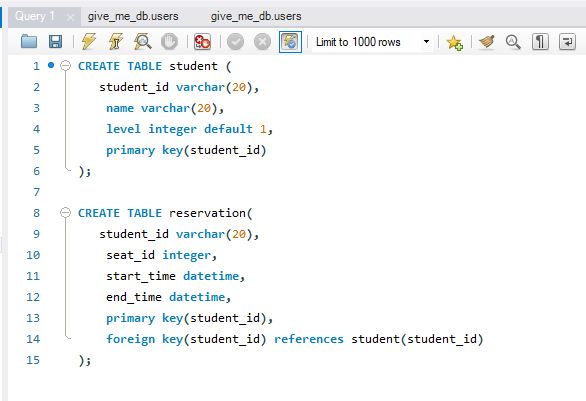 Query 1 × give_me_db.users give_me_db.users
Limit to 1000 rows
1 CREATE TABLE student (
2 student_id varchar(20),
3 name varchar(20),
4 level integer default 1,
5 primary key(student_id)
6 );
7
8 CREATE TABLE reservation(
9 student_id varchar(20),
10 seat_id integer,
11 start_time datetime,
12 end_time datetime,
13 primary key(student_id),
14 foreign key(student_id) references student(student_id)
15 );